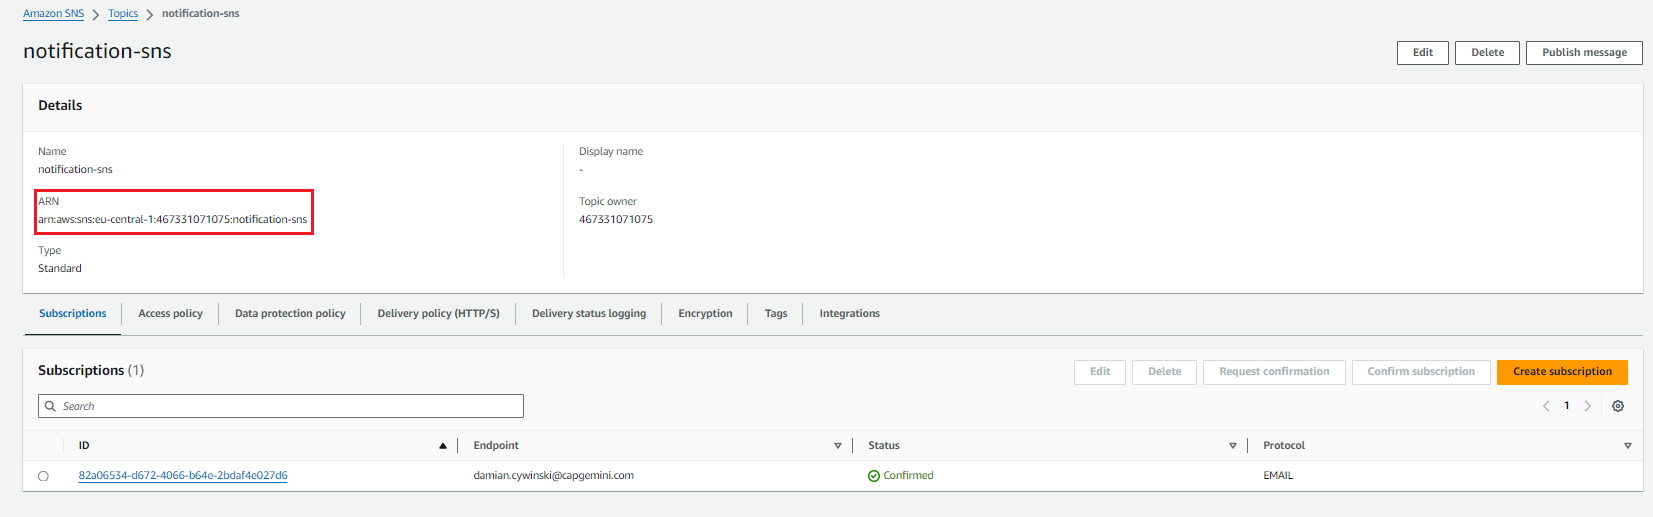 Amazon SNS > Topics > notification-sns
notification-sns
Edit Delete Publish message
Details
Name
notification-sns
Display name
-
ARN
arn:aws:sns:eu-central-1:467331071075:notification-sns
Topic owner
467331071075
Type
Standard
Subscriptions Access policy Data protection policy Delivery policy (HTTP/S) Delivery status logging Encryption Tags Integrations
Subscriptions (1)
Edit Delete Request confirmation Confirm subscription Create subscription
Search
1
ID Endpoint Status Protocol
82a06534-d672-4066-b64e-2bdaf4e027d6 damian.cywinski@capgemini.com Confirmed EMAIL